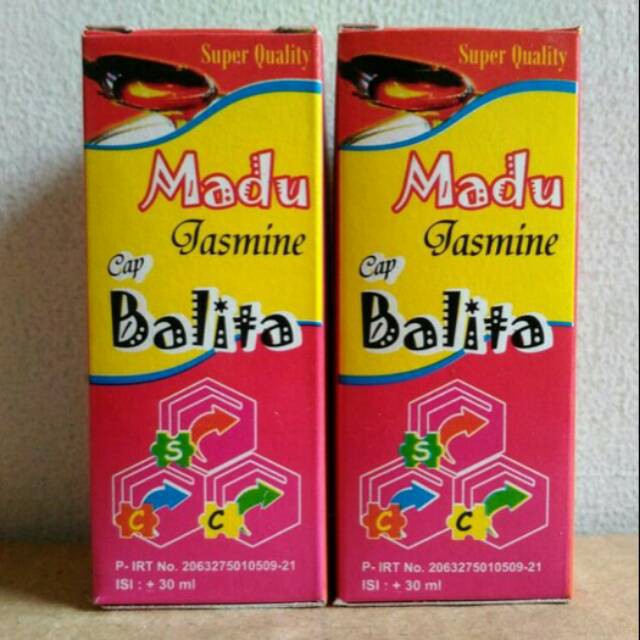 Super Quality
Madu
Jasmine
Cap
Balita
S
C
C
P- IRT No. 2063275010509-21
ISI : + 30 ml
Super Quality
Madu
Jasmine
Cap
Balita
S
C
C
P- IRT No. 2063275010509-21
ISI : + 30 ml